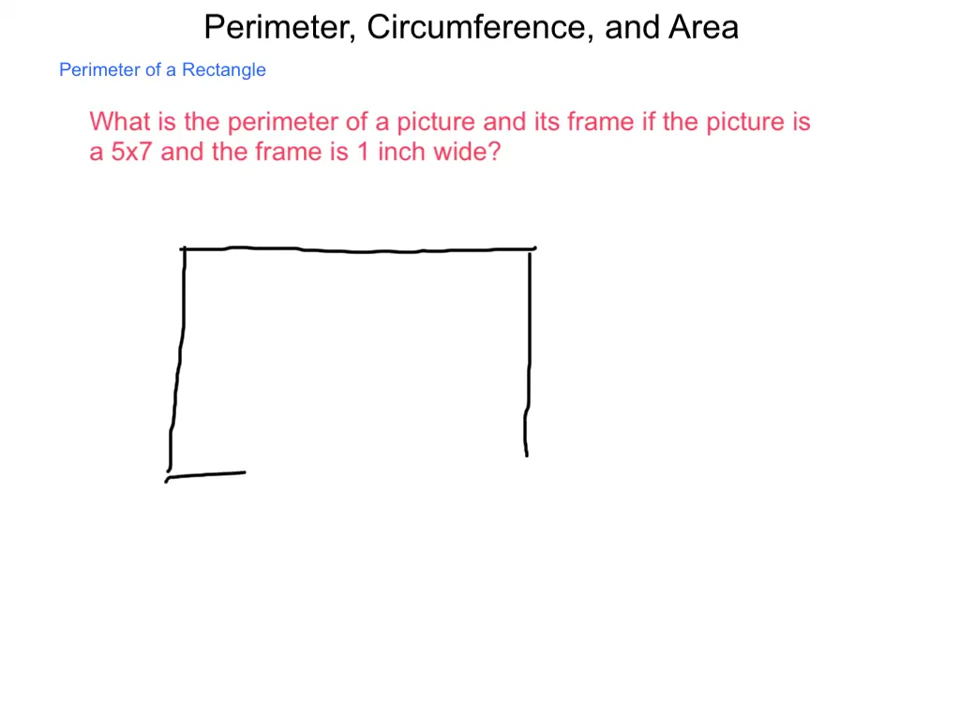 Perimeter, Circumference, and Area
Perimeter of a Rectangle
What is the perimeter of a picture and its frame if the picture is
a 5x7 and the frame is 1 inch wide?